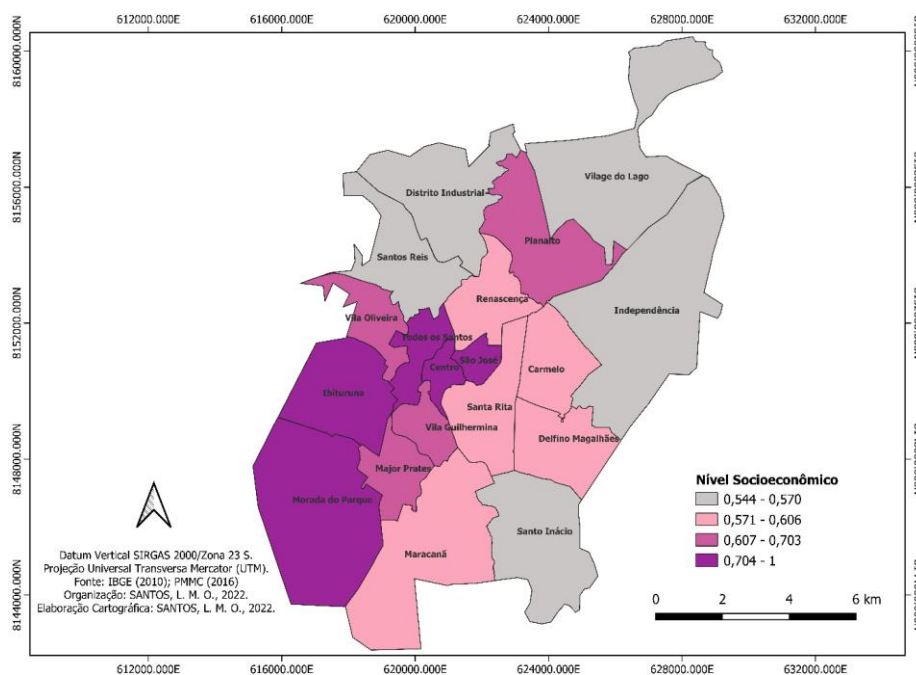 612000.000E 616000.000E 620000.000E 624000.000E 628000.000E 632000.000E
8160000.000N
8156000.000N
8152000.000N
8148000.000N
8144000.000N
Vilage do Lago
Distrito Industrial
Planalto
Santos Reis
Renascença
Independência
Vila Oliveira
Todos os Santos
São José
Centro
Carmelo
Ibituruna
Santa Rita
Vila Guilhermina
Delfino Magalhães
Major Prates
Morada do Parque
Santo Inácio
Maracanã
Nível Socioeconômico
0,544 - 0,570
0,571 - 0,606
0,607 - 0,703
0,704 - 1
Datum Vertical SIRGAS 2000/Zona 23 S.
Projeção Universal Transversa Mercator (UTM).
Fonte: IBGE (2010); PMMC (2016)
Organização: SANTOS, L. M. O., 2022.
Elaboração Cartográfica: SANTOS, L. M. O., 2022.
0 2 4 6 km
612000.000E 616000.000E 620000.000E 624000.000E 628000.000E 632000.000E